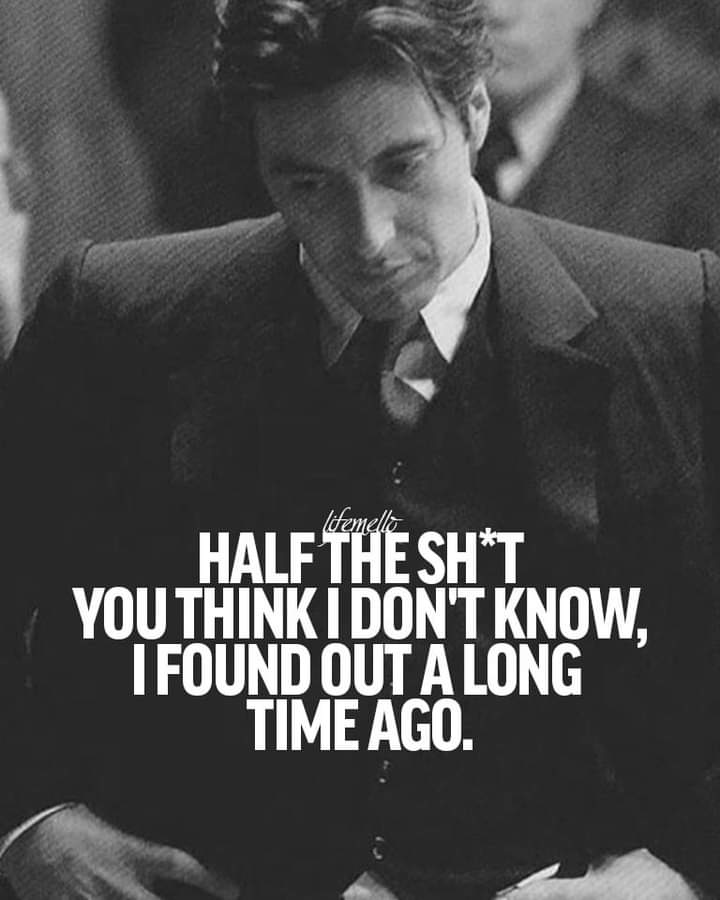 lifemello
HALF THE SH*T
YOU THINK I DON'T KNOW,
I FOUND OUT A LONG
TIME AGO.